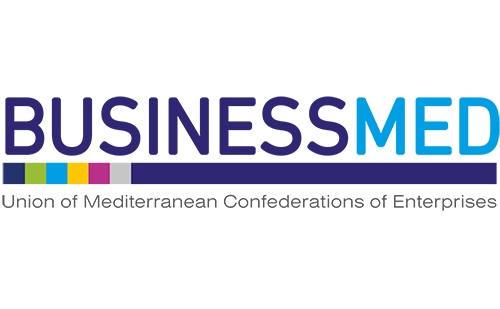 BUSINESSMED
Union of Mediterranean Confederations of Enterprises